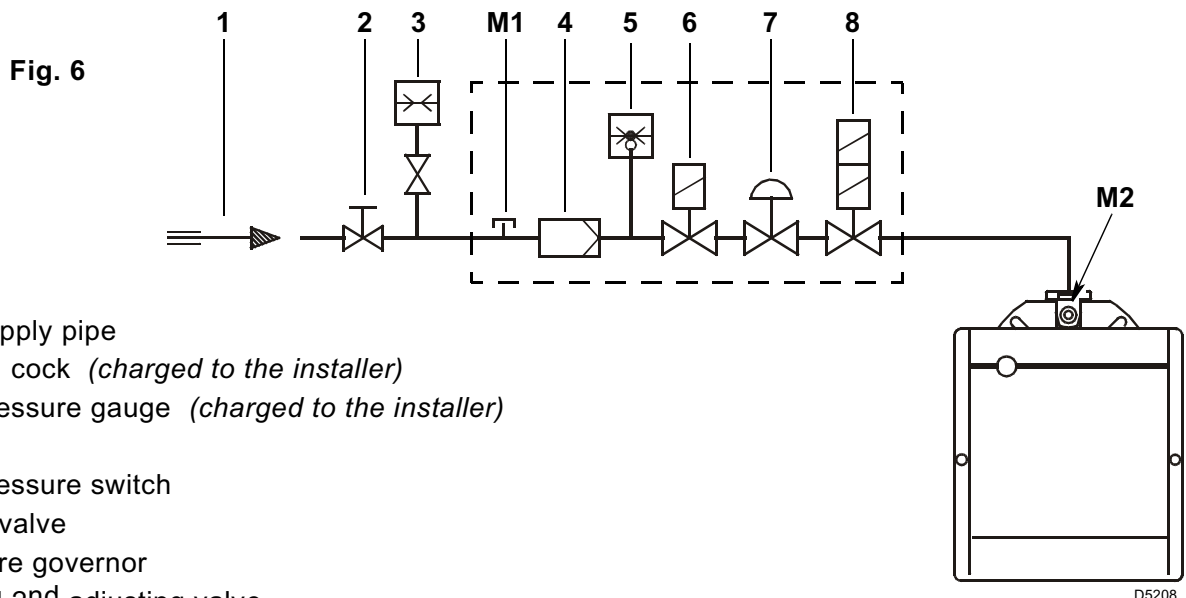 1 2 3 M1 4 5 6 7 8
Fig. 6
M2
pply pipe
cock (charged to the installer)
essure gauge (charged to the installer)
essure switch
valve
re governor
and adjusting valve
D5208